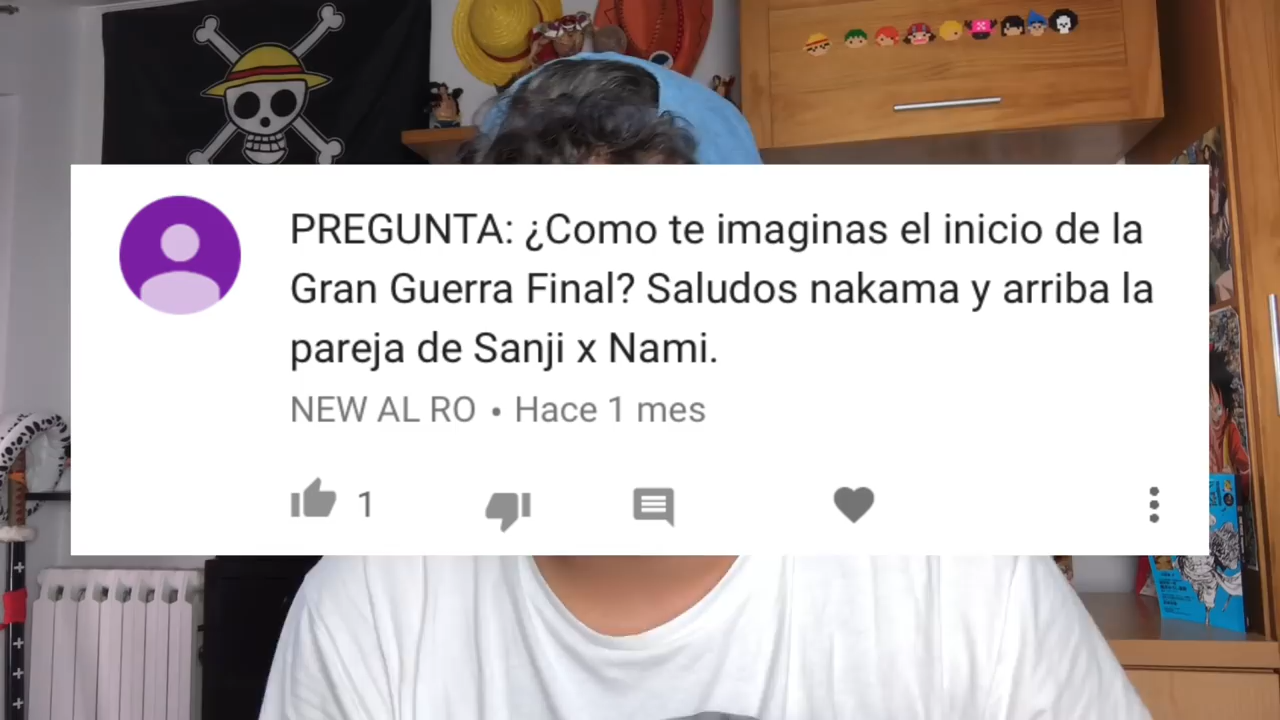 PREGUNTA: ¿Como te imaginas el inicio de la
Gran Guerra Final? Saludos nakama y arriba la
pareja de Sanji x Nami.
NEW AL RO • Hace 1 mes
1